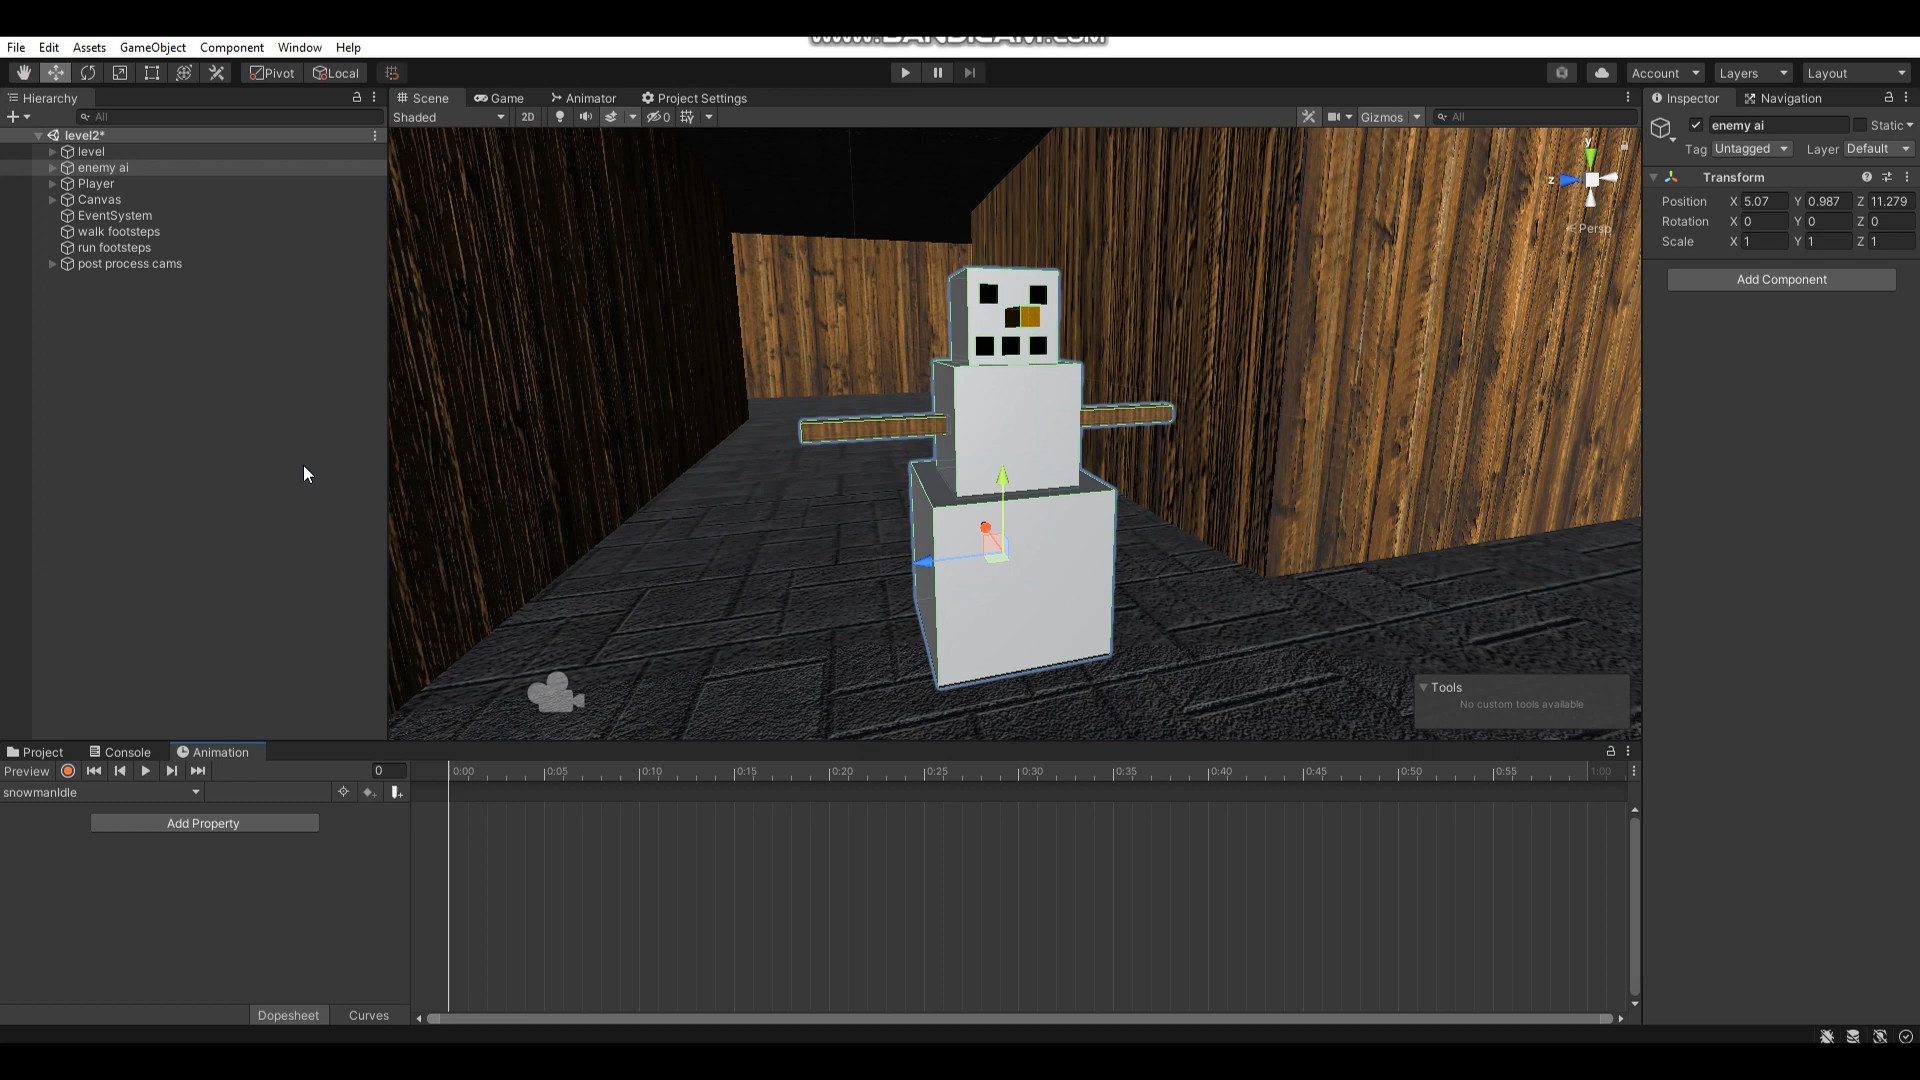 www.BANDICAM.com
File Edit Assets GameObject Component Window Help
Pivot Local Account Layers Layout
Hierarchy
All
level2*
level
enemy ai
Player
Canvas
EventSystem
walk footsteps
run footsteps
post process cams
Scene Game Animator Project Settings
Shaded 2D 0 Gizmos All
y
z
Persp
Tools
No custom tools available
Inspector Navigation
enemy ai Static
Tag Untagged Layer Default
Transform
Position X 5.07 Y 0.987 Z 11.279
Rotation X 0 Y 0 Z 0
Scale X 1 Y 1 Z 1
Add Component
Project Console Animation
Preview 0 0:00 0:05 0:10 0:15 0:20 0:25 0:30 0:35 0:40 0:45 0:50 0:55 1:00
snowmanIdle
Add Property
Dopesheet Curves